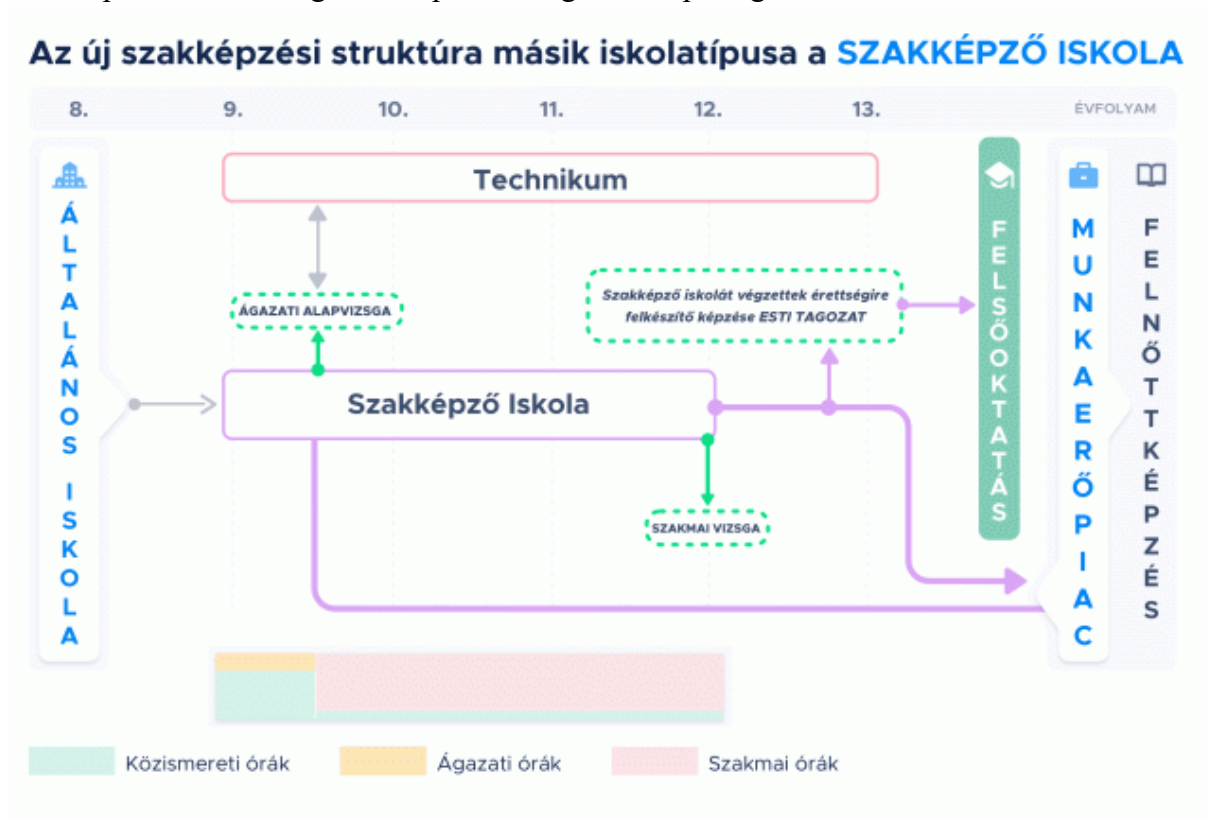 Az új szakképzési struktúra másik iskolatípusa a SZAKKÉPZŐ ISKOLA
8. 9. 10. 11. 12. 13. ÉVFOLYAM
ÁLTALÁNOS ISKOLA
Technikum
ÁGAZATI ALAPVIZSGA
Szakképző iskolát végzettek érettségire
felkészítő képzése ESTI TAGOZAT
Szakképző Iskola
SZAKMAI VIZSGA
FELSŐOKTATÁS
MUNKAERŐPIAC
FELNŐTTKÉPZÉS
Közismereti órák
Ágazati órák
Szakmai órák